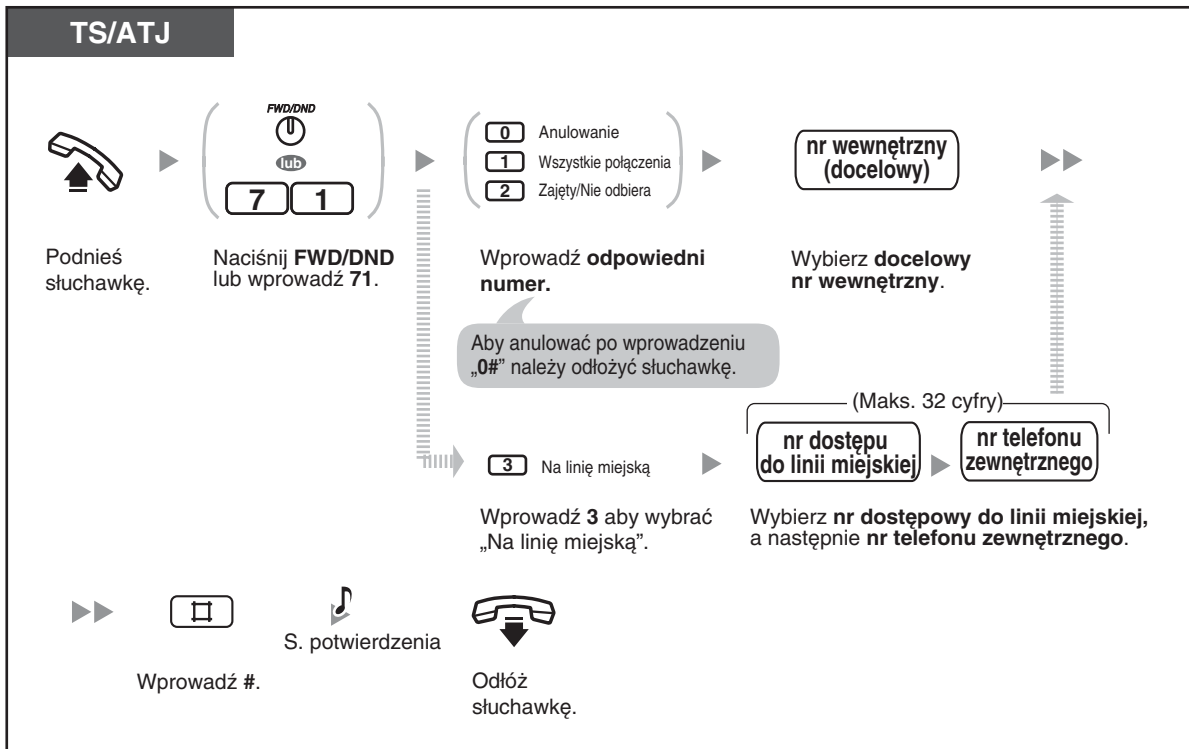 TS/ATJ
FWD/DND
lub
7 1
Podnieś
słuchawkę.
Naciśnij FWD/DND
lub wprowadź 71.
0 Anulowanie
1 Wszystkie połączenia
2 Zajęty/Nie odbiera
Wprowadź odpowiedni
numer.
Aby anulować po wprowadzeniu
„0#” należy odłożyć słuchawkę.
nr wewnętrzny
(docelowy)
Wybierz docelowy
nr wewnętrzny.
3 Na linię miejską
Wprowadź 3 aby wybrać
„Na linię miejską”.
(Maks. 32 cyfry)
nr dostępu
do linii miejskiej
nr telefonu
zewnętrznego
Wybierz nr dostępowy do linii miejskiej,
a następnie nr telefonu zewnętrznego.
#
Wprowadź #.
S. potwierdzenia
Odłóż
słuchawkę.